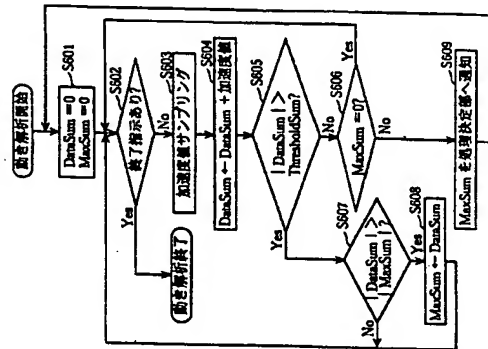 動き解析開始
S601
DataSum = 0
MaxSum = 0
S602
終了指示あり?
Yes
No
動き解析終了
S603
加速度値サンプリング
S604
DataSum ← DataSum + 加速度値
S605
| DataSum | >
ThresholdSum?
Yes
No
S606
MaxSum = 0?
Yes
No
S607
| DataSum | >
| MaxSum | ?
No
Yes
S608
MaxSum ← DataSum
S609
MaxSum を処理決定部へ通知